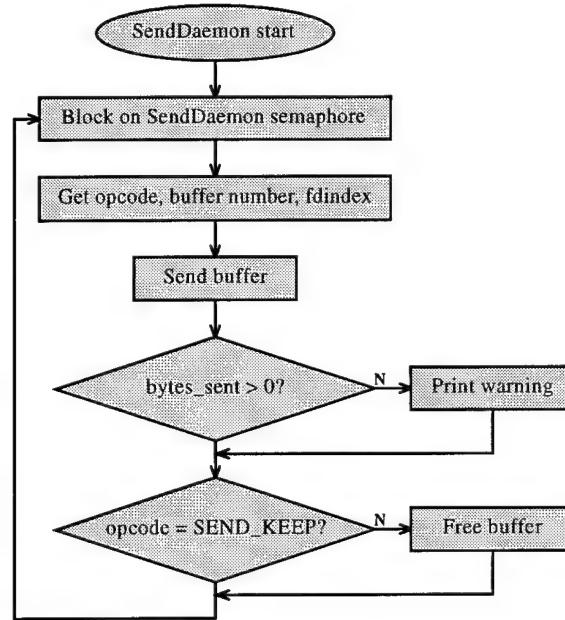 SendDaemon start
Block on SendDaemon semaphore
Get opcode, buffer number, fdindex
Send buffer
bytes_sent > 0?
N
Print warning
opcode = SEND_KEEP?
N
Free buffer